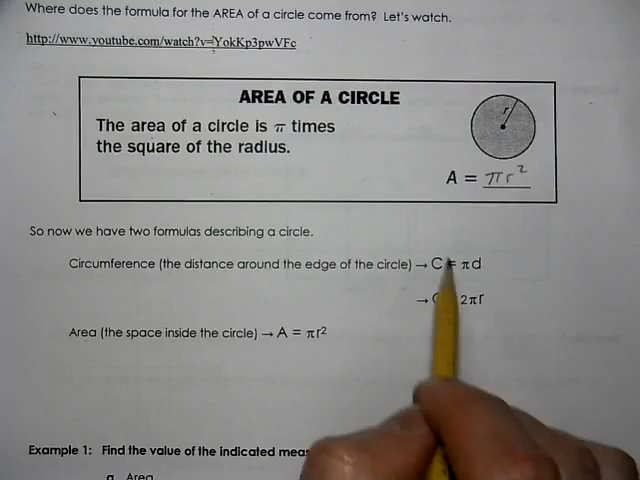 Where does the formula for the AREA of a circle come from? Let's watch.
http://www.youtube.com/watch?v=YokKp3pwVFc
AREA OF A CIRCLE
The area of a circle is π times
the square of the radius.
r
A = πr²
So now we have two formulas describing a circle.
Circumference (the distance around the edge of the circle) → C = πd
→ C 2πr
Area (the space inside the circle) → A = πr²
Example 1: Find the value of the indicated
a. Area